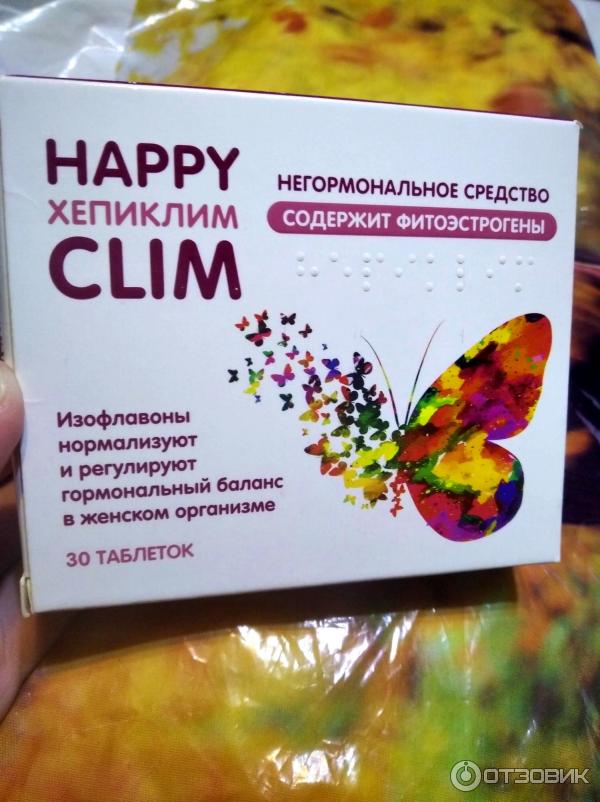 HAPPY
ХЕПИКЛИМ
CLIM
НЕГОРМОНАЛЬНОЕ СРЕДСТВО
СОДЕРЖИТ ФИТОЭСТРОГЕНЫ
Изофлавоны
нормализуют
и регулируют
гормональный баланс
в женском организме
30 ТАБЛЕТОК
ОТЗОВИК